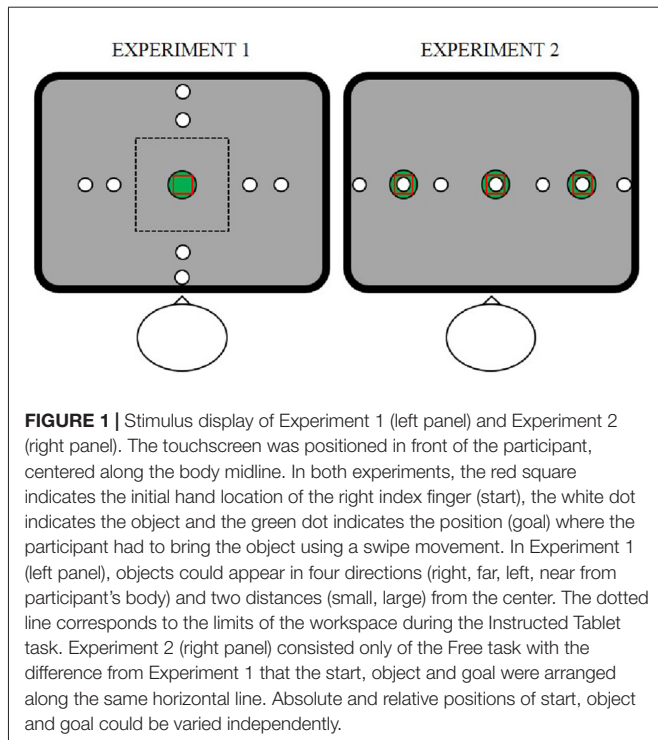 EXPERIMENT 1
EXPERIMENT 2
FIGURE 1 | Stimulus display of Experiment 1 (left panel) and Experiment 2
(right panel). The touchscreen was positioned in front of the participant,
centered along the body midline. In both experiments, the red square
indicates the initial hand location of the right index finger (start), the white dot
indicates the object and the green dot indicates the position (goal) where the
participant had to bring the object using a swipe movement. In Experiment 1
(left panel), objects could appear in four directions (right, far, left, near from
participant's body) and two distances (small, large) from the center. The dotted
line corresponds to the limits of the workspace during the Instructed Tablet
task. Experiment 2 (right panel) consisted only of the Free task with the
difference from Experiment 1 that the start, object and goal were arranged
along the same horizontal line. Absolute and relative positions of start, object
and goal could be varied independently.